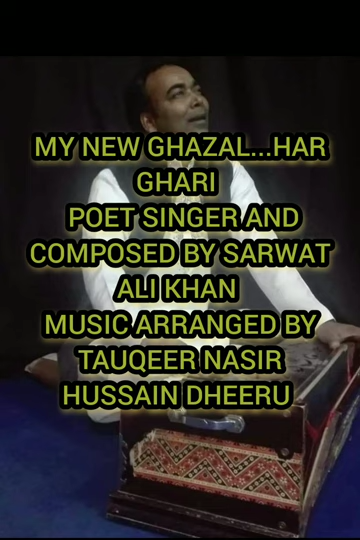 MY NEW GHAZAL...HAR
GHARI
POET SINGER AND
COMPOSED BY SARWAT
ALI KHAN
MUSIC ARRANGED BY
TAUQEER NASIR
HUSSAIN DHEERU